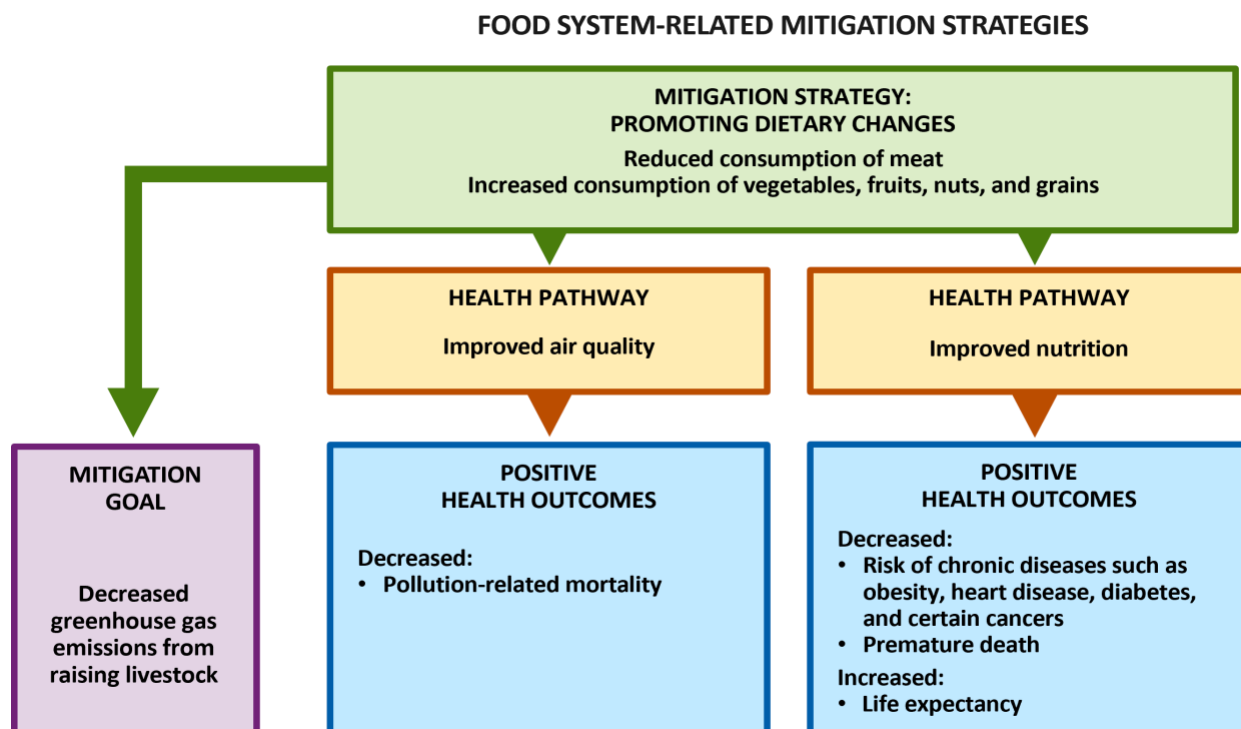 FOOD SYSTEM-RELATED MITIGATION STRATEGIES
MITIGATION STRATEGY:
PROMOTING DIETARY CHANGES
Reduced consumption of meat
Increased consumption of vegetables, fruits, nuts, and grains
HEALTH PATHWAY
Improved air quality
HEALTH PATHWAY
Improved nutrition
MITIGATION
GOAL
Decreased
greenhouse gas
emissions from
raising livestock
POSITIVE
HEALTH OUTCOMES
Decreased:
• Pollution-related mortality
POSITIVE
HEALTH OUTCOMES
Decreased:
• Risk of chronic diseases such as
obesity, heart disease, diabetes,
and certain cancers
• Premature death
Increased:
• Life expectancy